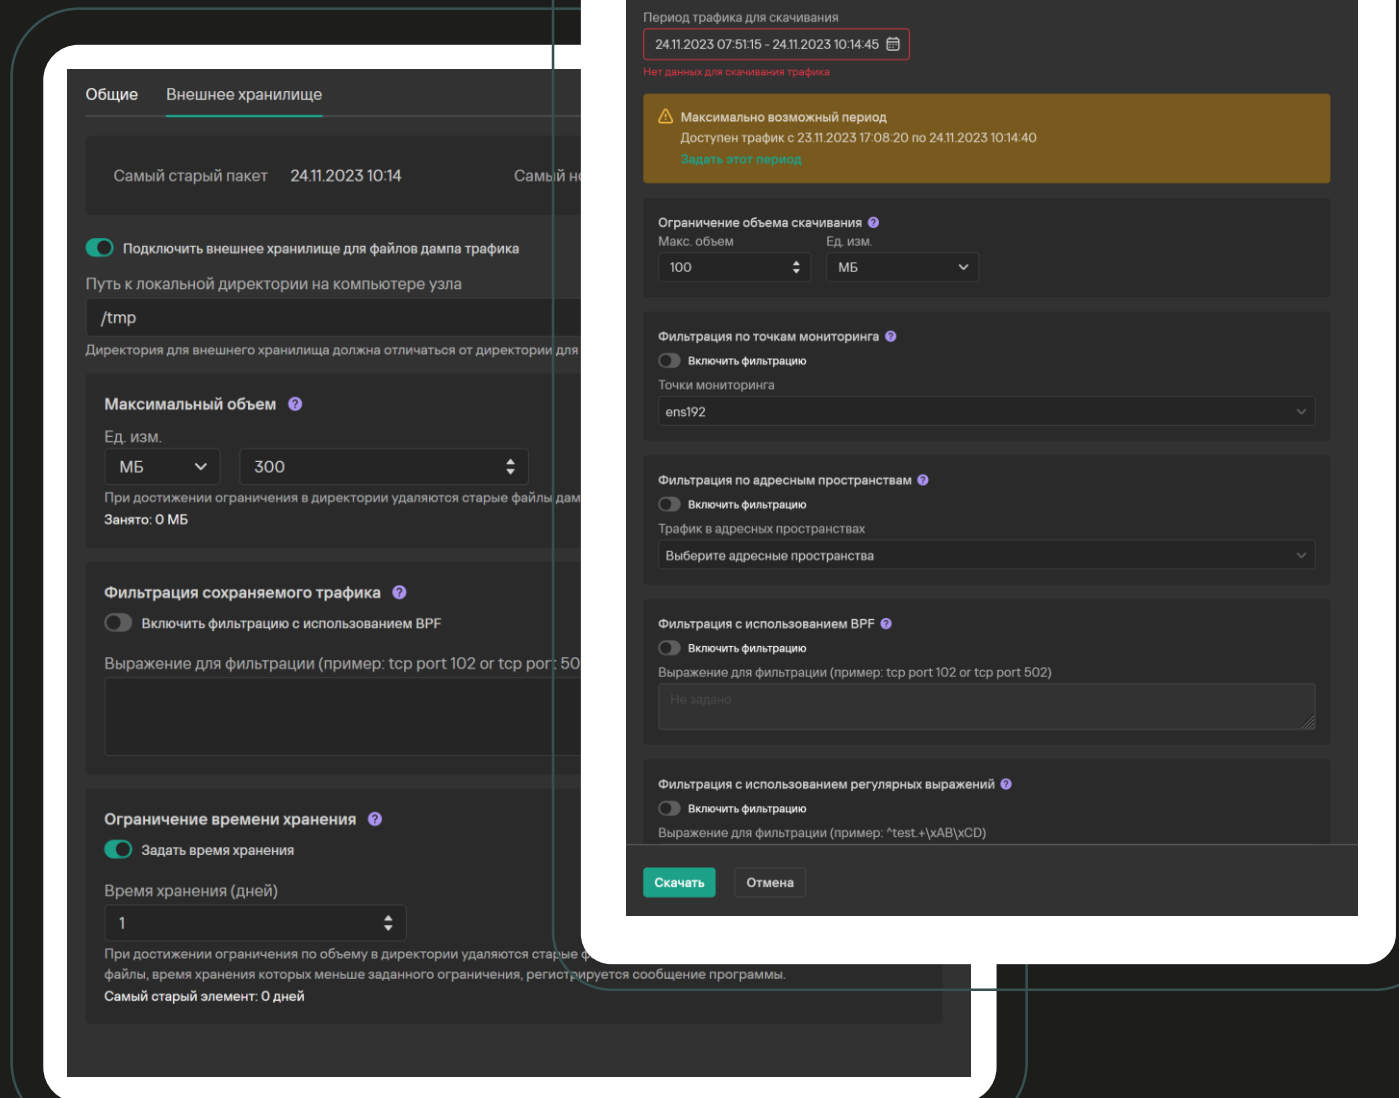 Общие Внешнее хранилище
Самый старый пакет 24.11.2023 10:14 Самый
Подключить внешнее хранилище для файлов дампа трафика
Путь к локальной директории на компьютере узла
/tmp
Директория для внешнего хранилища должна отличаться от директории для
Максимальный объем
Ед. изм.
МБ 300
При достижении ограничения в директории удаляются старые файлы
Занято: 0 МБ
Фильтрация сохраняемого трафика
Включить фильтрацию с использованием BPF
Выражение для фильтрации (пример: tcp port 102 or tcp port 50
Ограничение времени хранения
Задать время хранения
Время хранения (дней)
1
При достижении ограничения по объему в директории удаляются старые
файлы, время хранения которых меньше заданного ограничения, регистрируется сообщение программы.
Самый старый элемент: 0 дней
Период трафика для скачивания
24.11.2023 07:51:15 - 24.11.2023 10:14:45
Нет данных для скачивания трафика
Максимально возможный период
Доступен трафик с 23.11.2023 17:08:20 по 24.11.2023 10:14:40
Задать этот период
Ограничение объема скачивания
Макс. объем Ед. изм.
100 МБ
Фильтрация по точкам мониторинга
Включить фильтрацию
Точки мониторинга
ens192
Фильтрация по адресным пространствам
Включить фильтрацию
Трафик в адресных пространствах
Выберите адресные пространства
Фильтрация с использованием BPF
Включить фильтрацию
Выражение для фильтрации (пример: tcp port 102 or tcp port 502)
Не задано
Фильтрация с использованием регулярных выражений
Включить фильтрацию
Выражение для фильтрации (пример: ^test.+\xAB\xCD)
Скачать Отмена